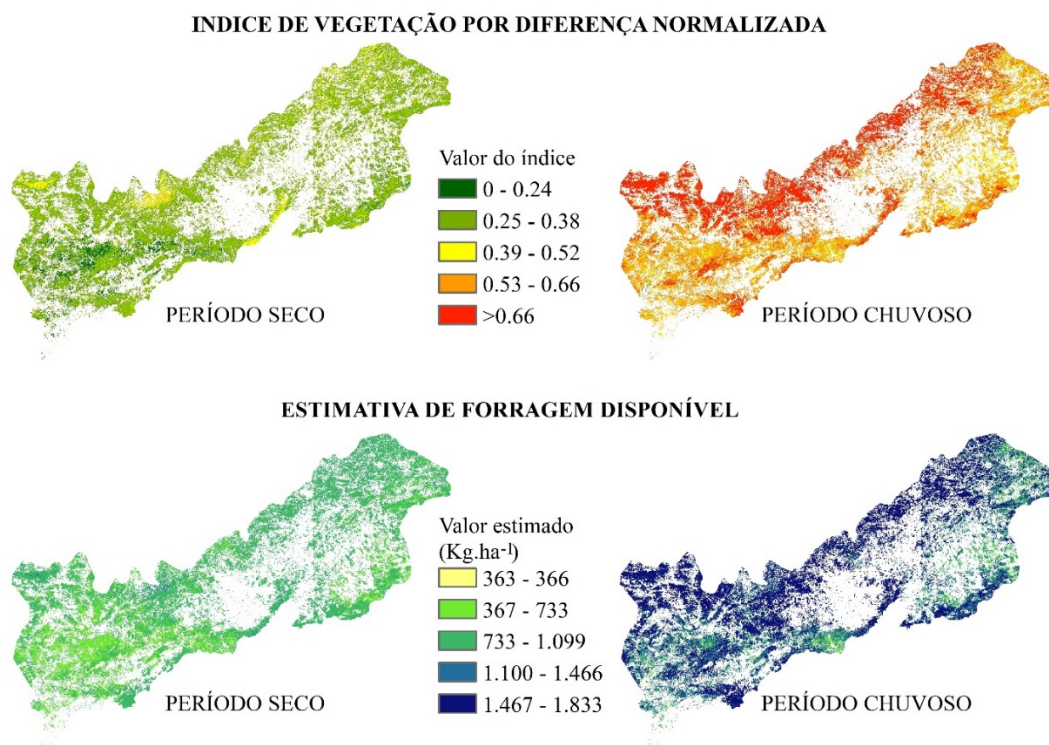 INDICE DE VEGETAÇÃO POR DIFERENÇA NORMALIZADA
Valor do índice
0 - 0.24
0.25 - 0.38
0.39 - 0.52
0.53 - 0.66
>0.66
PERÍODO SECO
PERÍODO CHUVOSO
ESTIMATIVA DE FORRAGEM DISPONÍVEL
Valor estimado
(Kg.ha-1)
363 - 366
367 - 733
733 - 1.099
1.100 - 1.466
1.467 - 1.833
PERÍODO SECO
PERÍODO CHUVOSO